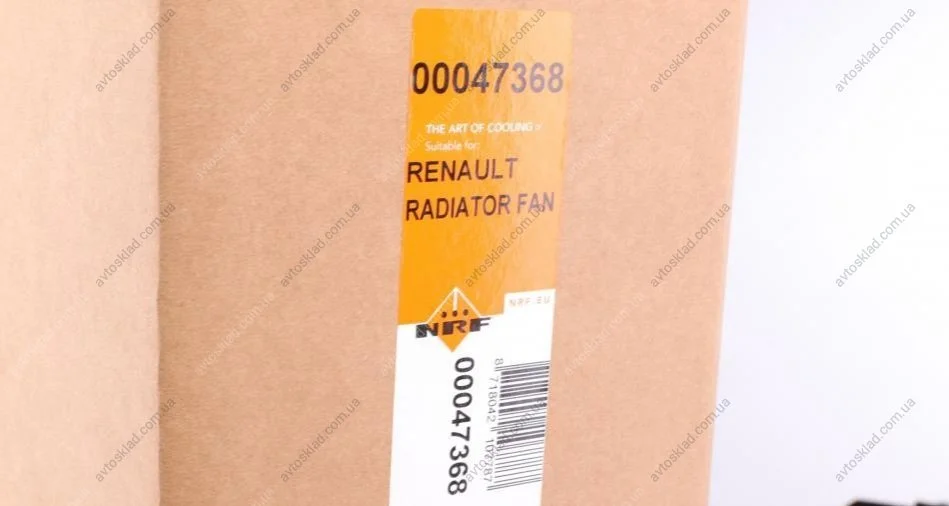 00047368
THE ART OF COOLING >
Suitable for:
RENAULT
RADIATOR FAN
NRF.EU
NRF
00047368
avtosklad.com.ua